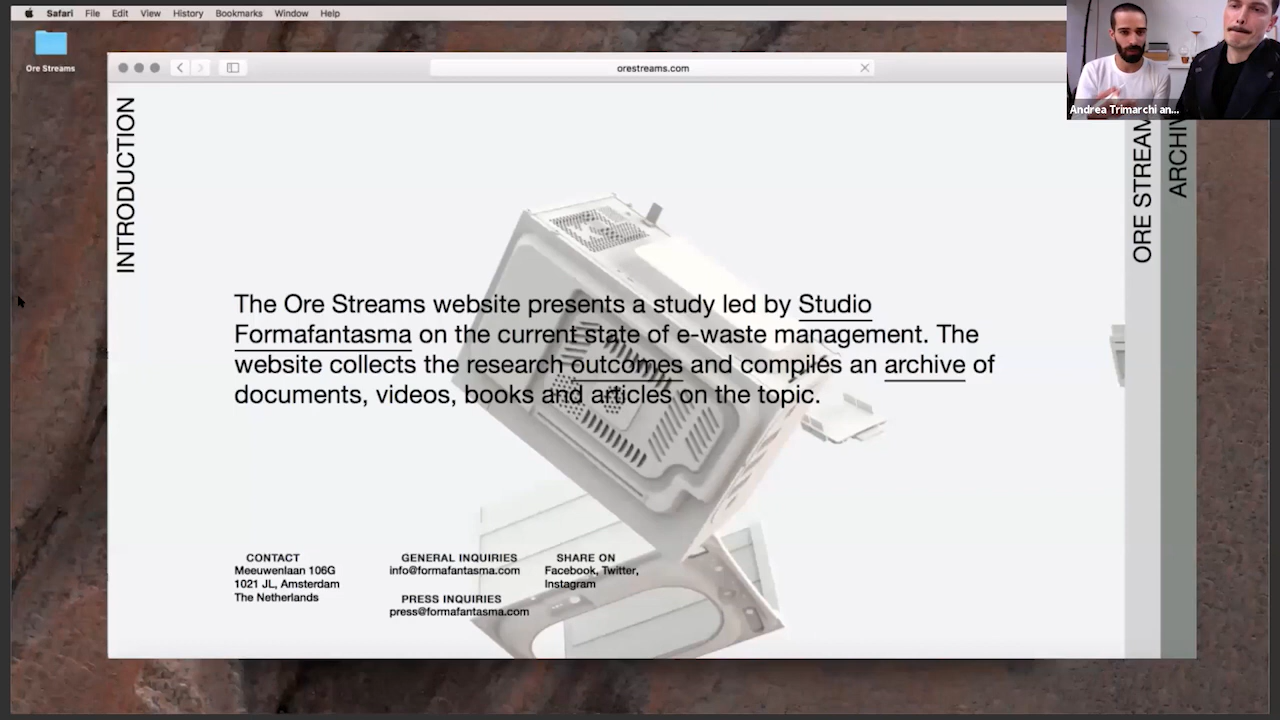 Safari File Edit View History Bookmarks Window Help
Ore Streams
orestreams.com
Andrea Trimarchi an...
INTRODUCTION
ORE STREAM
ARCHIV
The Ore Streams website presents a study led by Studio
Formafantasma on the current state of e-waste management. The
website collects the research outcomes and compiles an archive of
documents, videos, books and articles on the topic.
CONTACT
Meeuwenlaan 106G
1021 JL, Amsterdam
The Netherlands
GENERAL INQUIRIES
info@formafantasma.com
PRESS INQUIRIES
press@formafantasma.com
SHARE ON
Facebook, Twitter,
Instagram